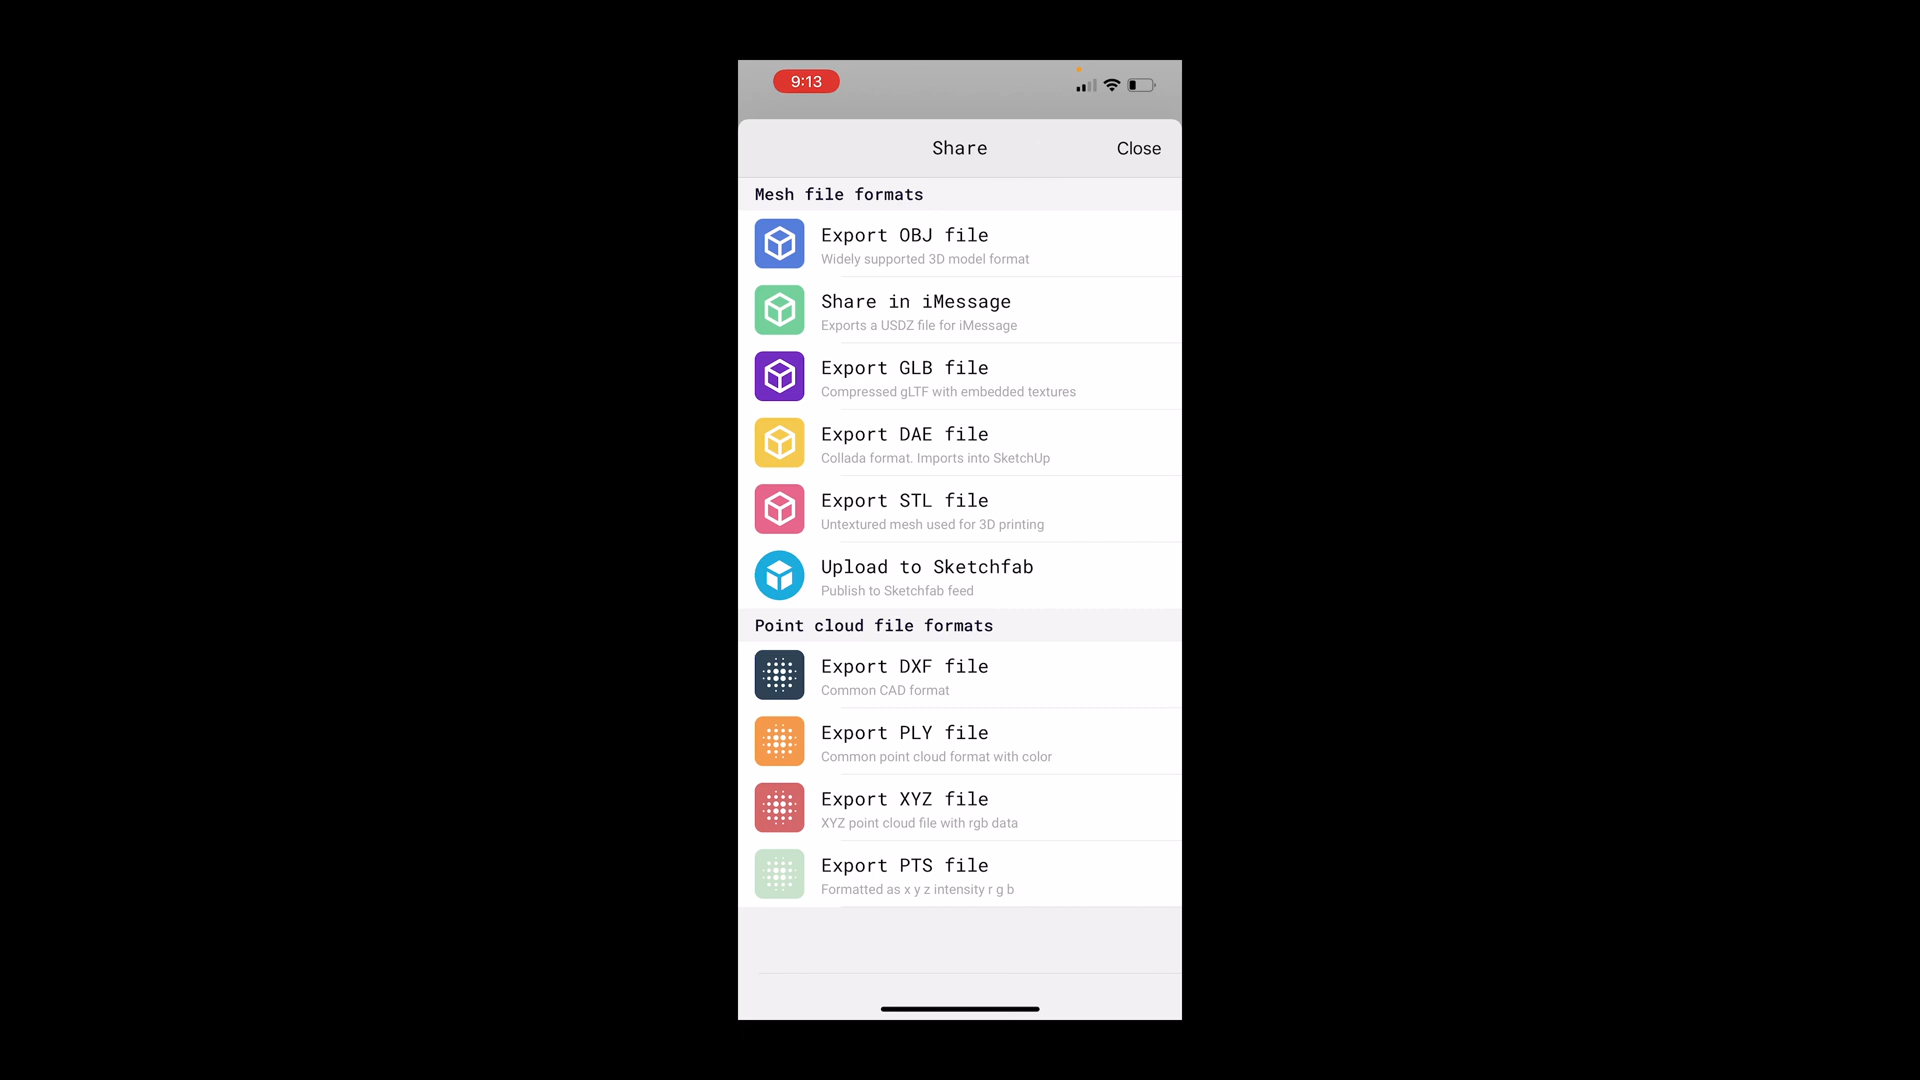 9:13
Share
Close
Mesh file formats
Export OBJ file
Widely supported 3D model format
Share in iMessage
Exports a USDZ file for iMessage
Export GLB file
Compressed gLTF with embedded textures
Export DAE file
Collada format. Imports into SketchUp
Export STL file
Untextured mesh used for 3D printing
Upload to Sketchfab
Publish to Sketchfab feed
Point cloud file formats
Export DXF file
Common CAD format
Export PLY file
Common point cloud format with color
Export XYZ file
XYZ point cloud file with rgb data
Export PTS file
Formatted as x y z intensity r g b